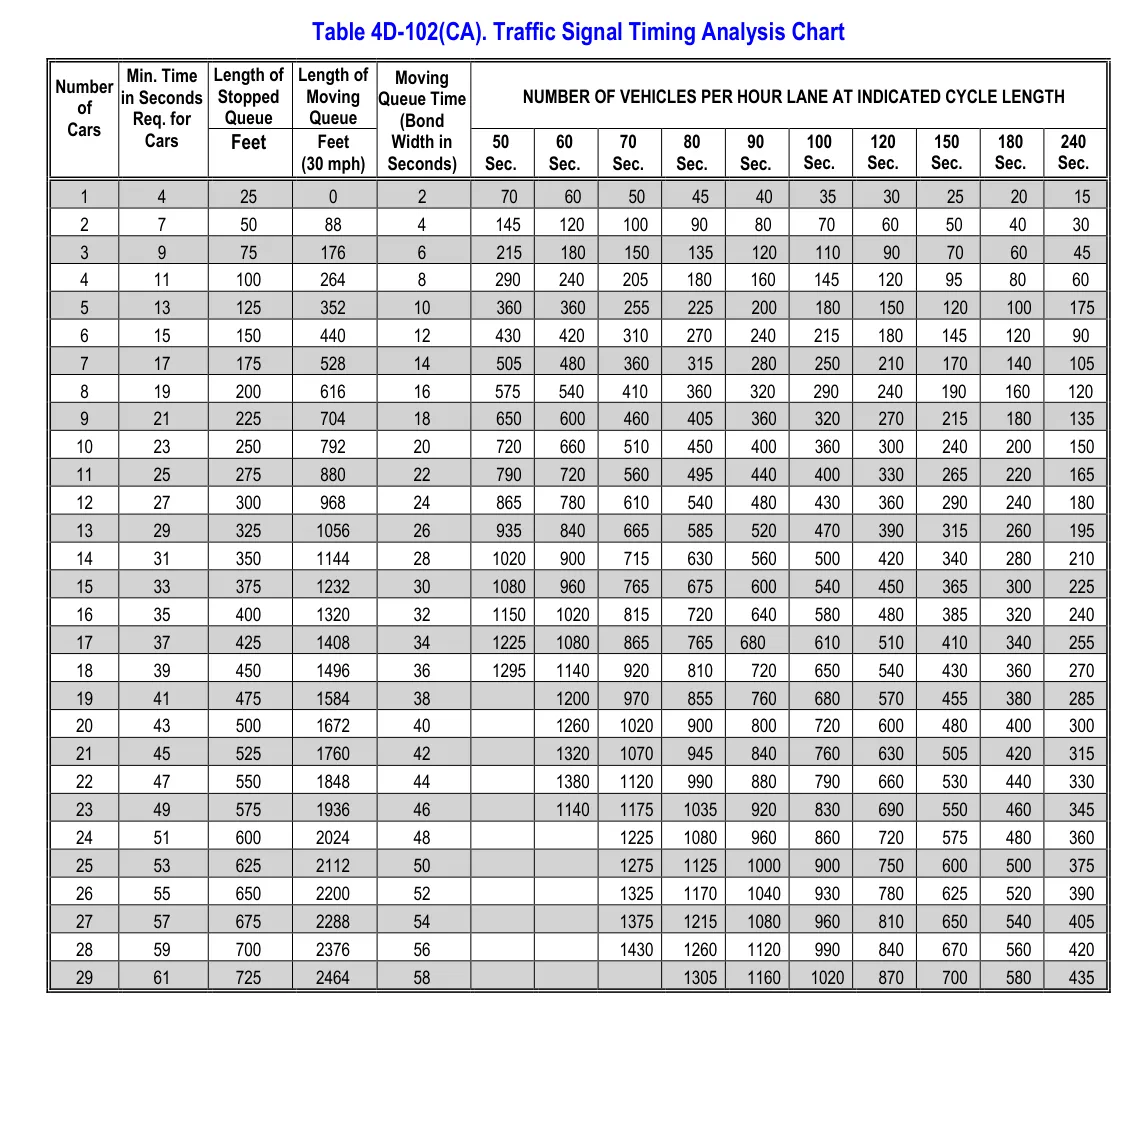 Table 4D-102(CA). Traffic Signal Timing Analysis Chart
Number of Cars
Min. Time in Seconds Req. for Cars
Length of Stopped Queue
Length of Moving Queue
Moving Queue Time (Bond Width in Seconds)
NUMBER OF VEHICLES PER HOUR LANE AT INDICATED CYCLE LENGTH
Feet
Feet (30 mph)
50 Sec.
60 Sec.
70 Sec.
80 Sec.
90 Sec.
100 Sec.
120 Sec.
150 Sec.
180 Sec.
240 Sec.
1 4 25 0 2 70 60 50 45 40 35 30 25 20 15
2 7 50 88 4 145 120 100 90 80 70 60 50 40 30
3 9 75 176 6 215 180 150 135 120 110 90 70 60 45
4 11 100 264 8 290 240 205 180 160 145 120 95 80 60
5 13 125 352 10 360 360 255 225 200 180 150 120 100 175
6 15 150 440 12 430 420 310 270 240 215 180 145 120 90
7 17 175 528 14 505 480 360 315 280 250 210 170 140 105
8 19 200 616 16 575 540 410 360 320 290 240 190 160 120
9 21 225 704 18 650 600 460 405 360 320 270 215 180 135
10 23 250 792 20 720 660 510 450 400 360 300 240 200 150
11 25 275 880 22 790 720 560 495 440 400 330 265 220 165
12 27 300 968 24 865 780 610 540 480 430 360 290 240 180
13 29 325 1056 26 935 840 665 585 520 470 390 315 260 195
14 31 350 1144 28 1020 900 715 630 560 500 420 340 280 210
15 33 375 1232 30 1080 960 765 675 600 540 450 365 300 225
16 35 400 1320 32 1150 1020 815 720 640 580 480 385 320 240
17 37 425 1408 34 1225 1080 865 765 680 610 510 410 340 255
18 39 450 1496 36 1295 1140 920 810 720 650 540 430 360 270
19 41 475 1584 38 1200 970 855 760 680 570 455 380 285
20 43 500 1672 40 1260 1020 900 800 720 600 480 400 300
21 45 525 1760 42 1320 1070 945 840 760 630 505 420 315
22 47 550 1848 44 1380 1120 990 880 790 660 530 440 330
23 49 575 1936 46 1140 1175 1035 920 830 690 550 460 345
24 51 600 2024 48 1225 1080 960 860 720 575 480 360
25 53 625 2112 50 1275 1125 1000 900 750 600 500 375
26 55 650 2200 52 1325 1170 1040 930 780 625 520 390
27 57 675 2288 54 1375 1215 1080 960 810 650 540 405
28 59 700 2376 56 1430 1260 1120 990 840 670 560 420
29 61 725 2464 58 1305 1160 1020 870 700 580 435